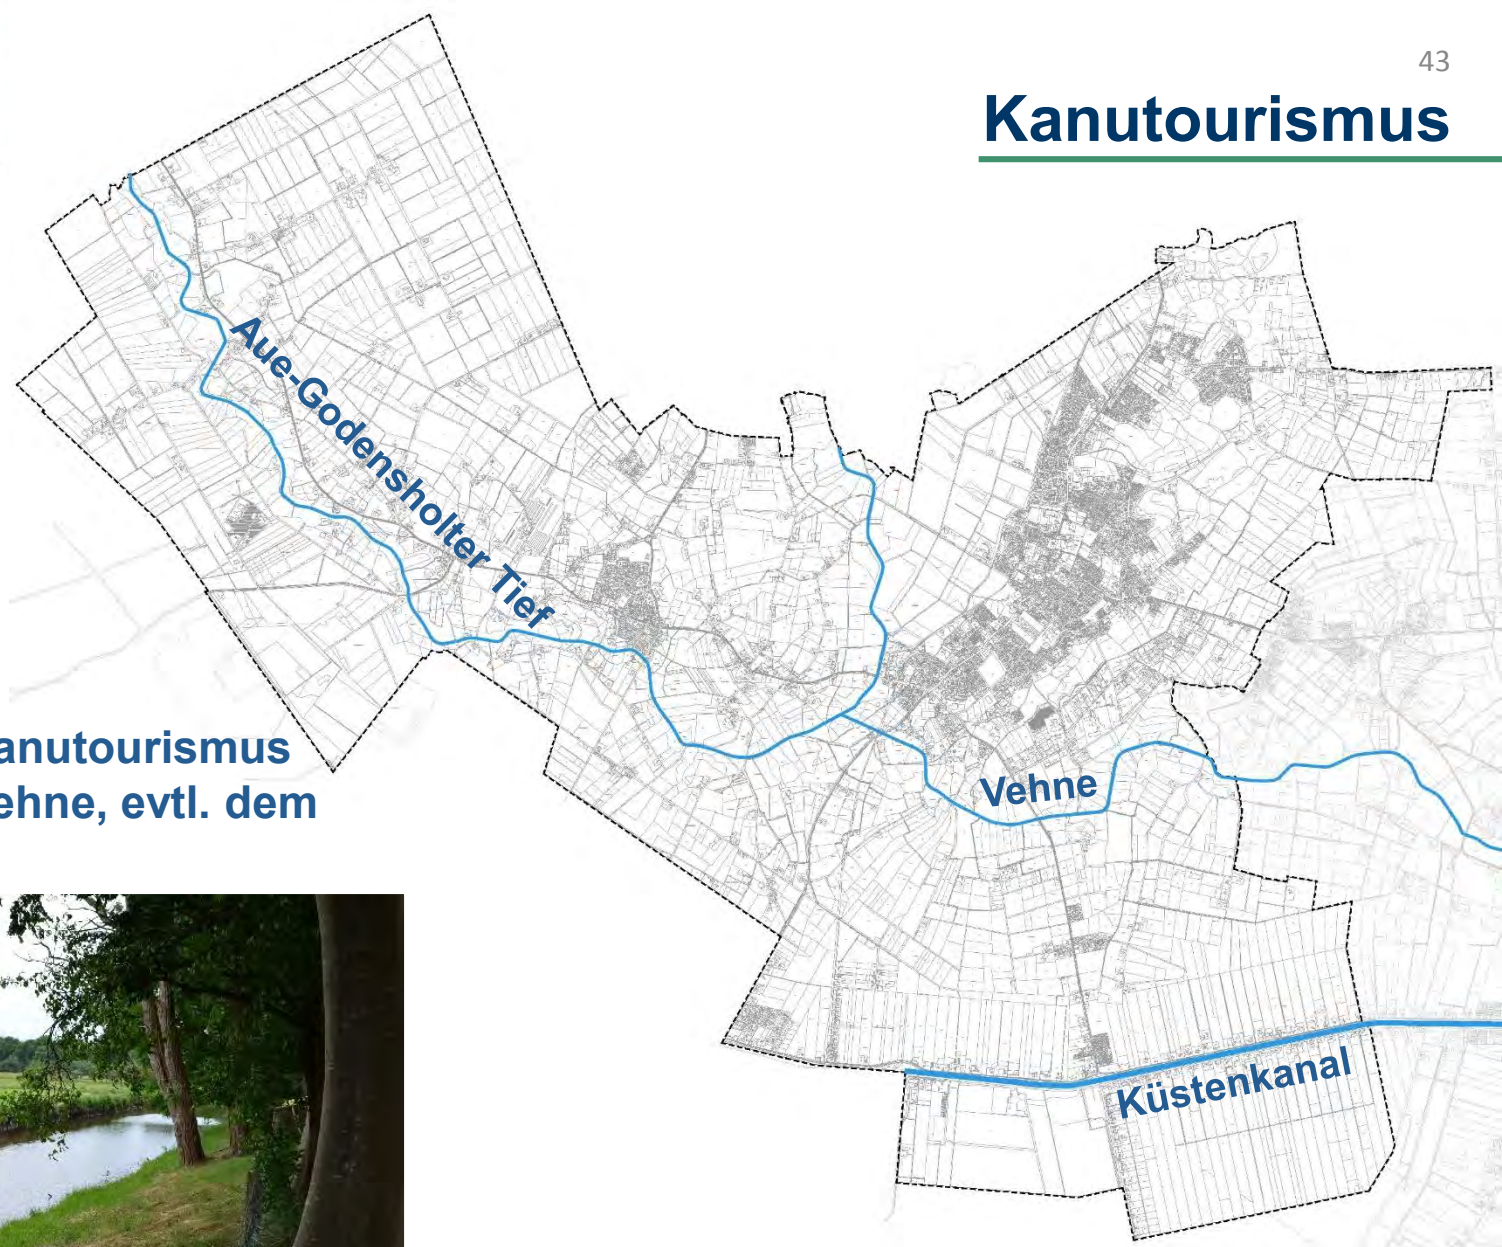 43
Kanutourismus
Aue-Godensholter Tief
anutourismus
ehne, evtl. dem
Vehne
Küstenkanal